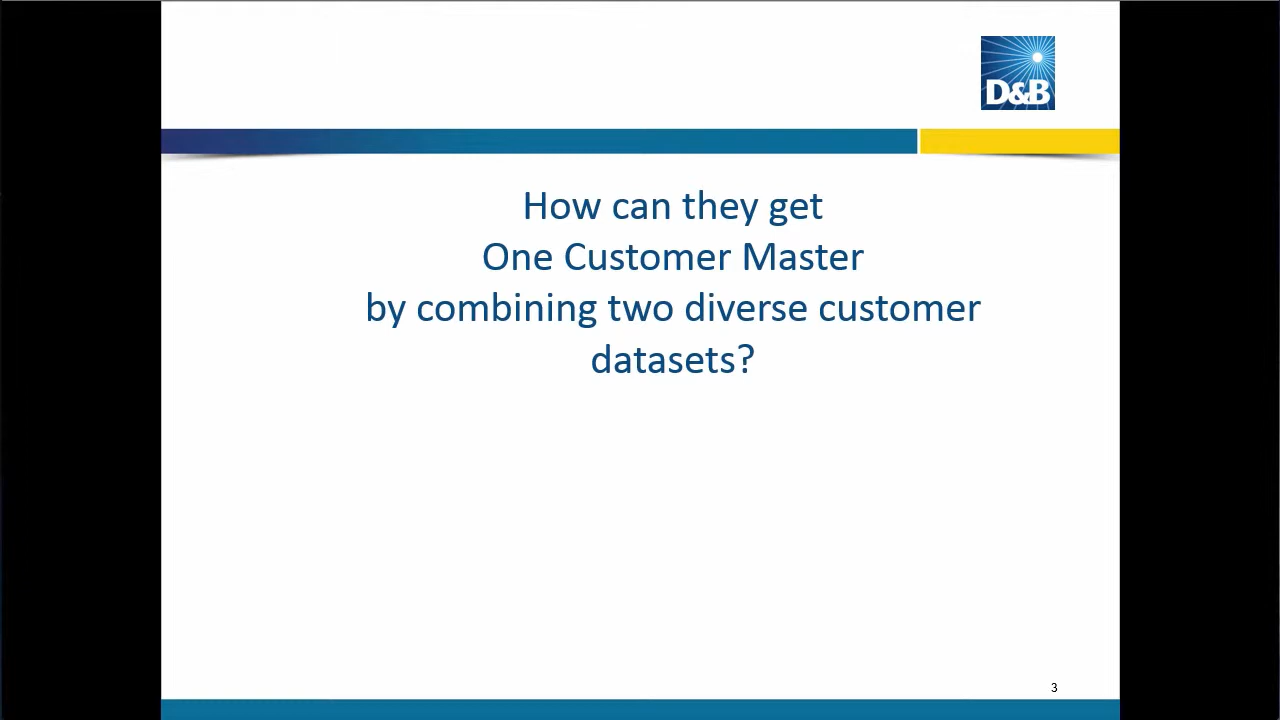 D&B
How can they get
One Customer Master
by combining two diverse customer
datasets?
3